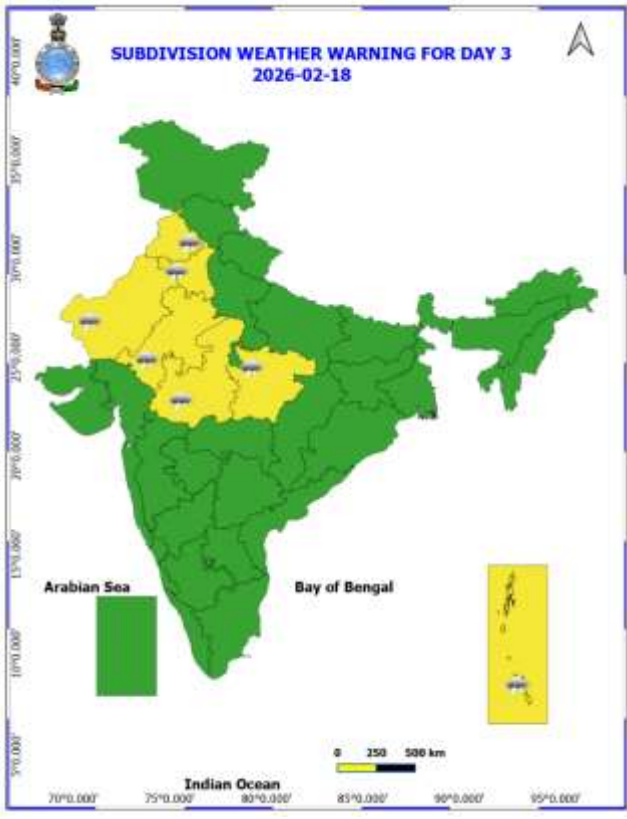 SUBDIVISION WEATHER WARNING FOR DAY 3
2026-02-18
40°0.000'
35°0.000'
30°0.000'
25°0.000'
20°0.000'
15°0.000'
10°0.000'
5°0.000'
Arabian Sea
Bay of Bengal
0 250 500 km
Indian Ocean
70°0.000' 75°0.000' 80°0.000' 85°0.000' 90°0.000' 95°0.000'